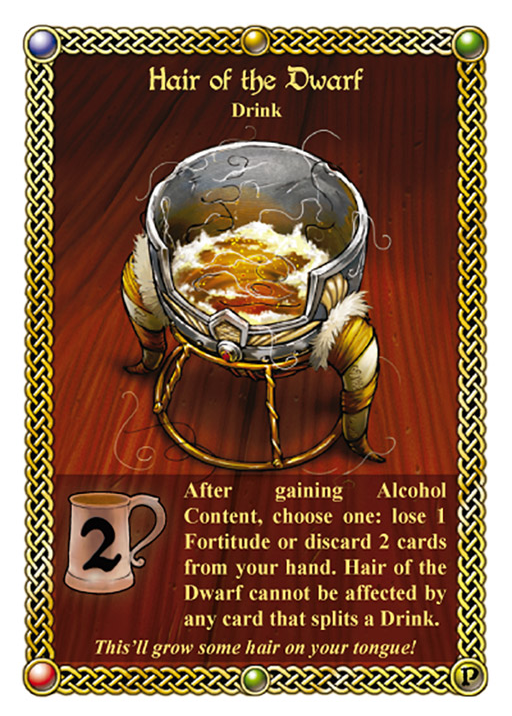 Hair of the Dwarf
Drink
After gaining Alcohol
Content, choose one: lose 1
Fortitude or discard 2 cards
from your hand. Hair of the
Dwarf cannot be affected by
any card that splits a Drink.
2
This'll grow some hair on your tongue!
P